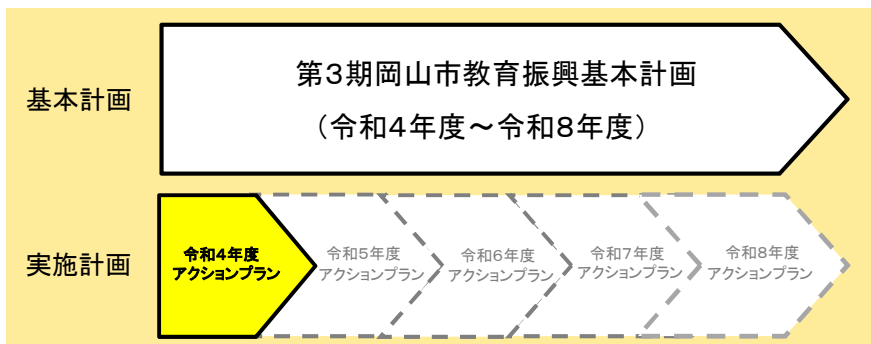 基本計画
第3期岡山市教育振興基本計画
（令和4年度～令和8年度）
実施計画
令和4年度
アクションプラン
令和5年度
アクションプラン
令和6年度
アクションプラン
令和7年度
アクションプラン
令和8年度
アクションプラン